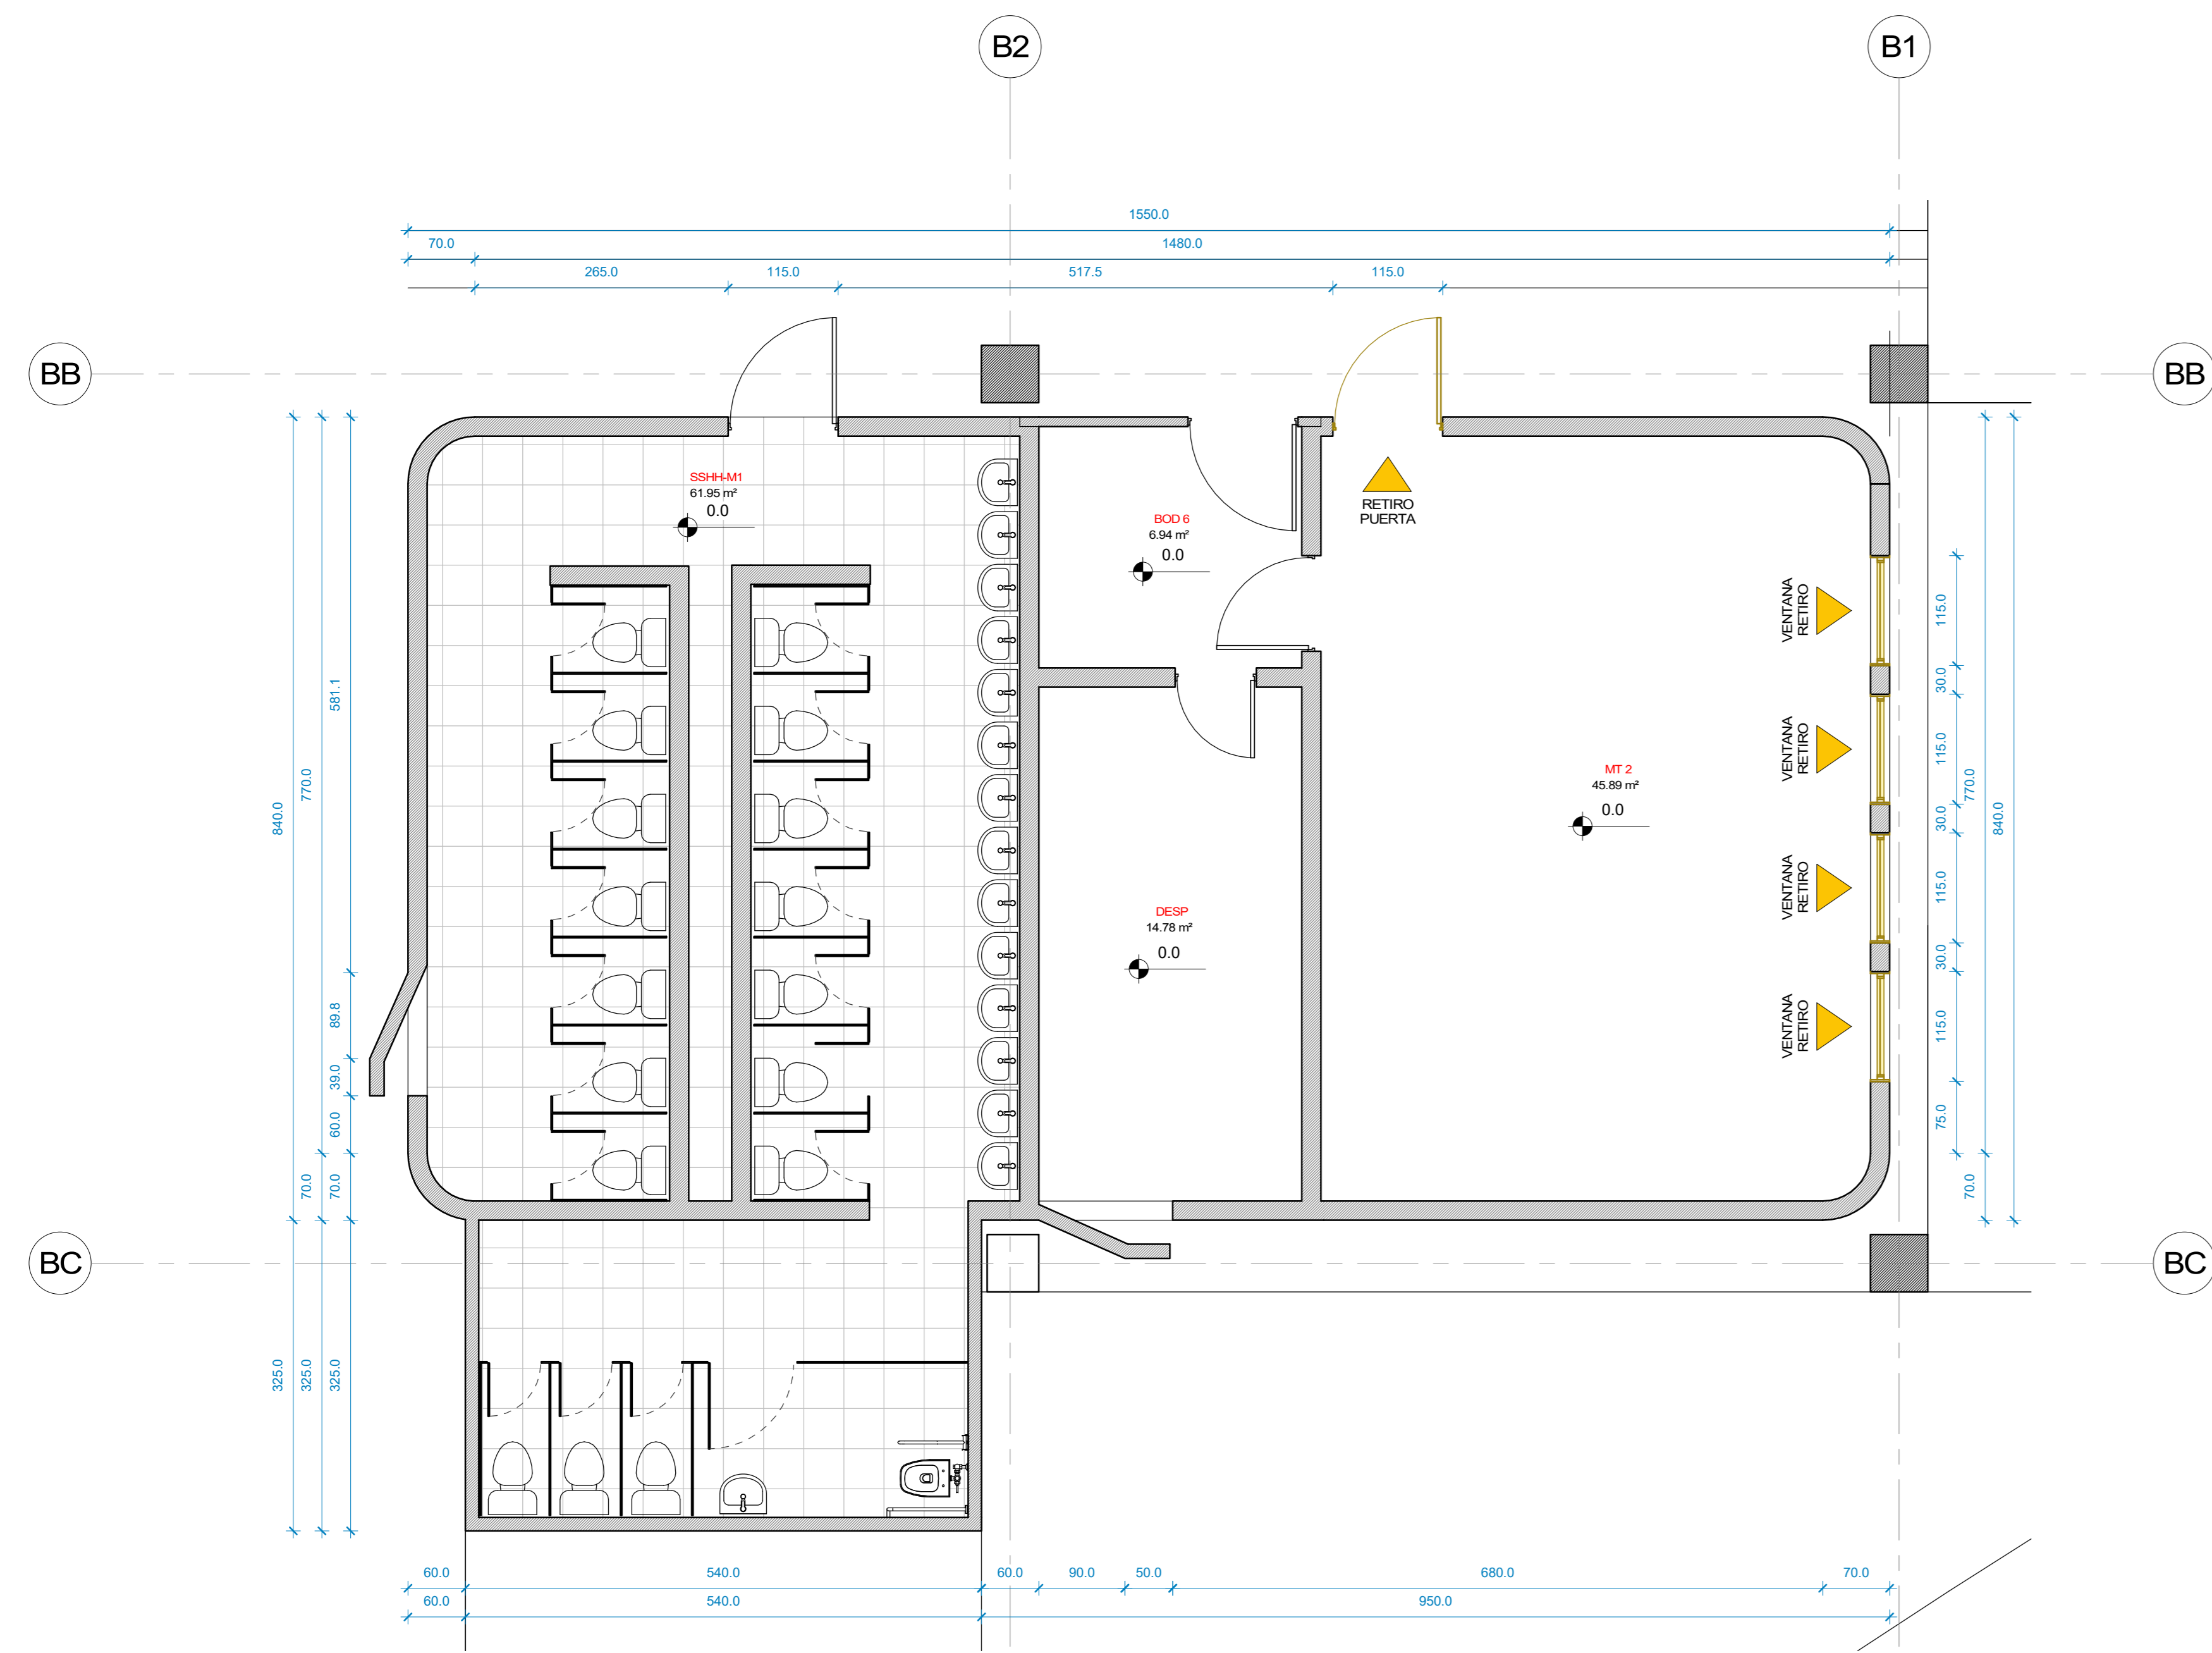 B2
B1
1550.0
70.0
1480.0
265.0
115.0
517.5
115.0
BB
BB
SSHH-M1
61.95 m²
0.0
RETIRO
PUERTA
BOD 6
6.94 m²
0.0
VENTANA
RETIRO
115.0
30.0
VENTANA
RETIRO
115.0
770.0
30.0
840.0
VENTANA
RETIRO
115.0
30.0
VENTANA
RETIRO
115.0
75.0
70.0
MT 2
45.89 m²
0.0
DESP
14.78 m²
0.0
581.1
770.0
840.0
89.8
39.0
60.0
70.0
70.0
BC
BC
325.0
325.0
325.0
60.0
540.0
60.0
90.0
50.0
680.0
70.0
60.0
540.0
950.0